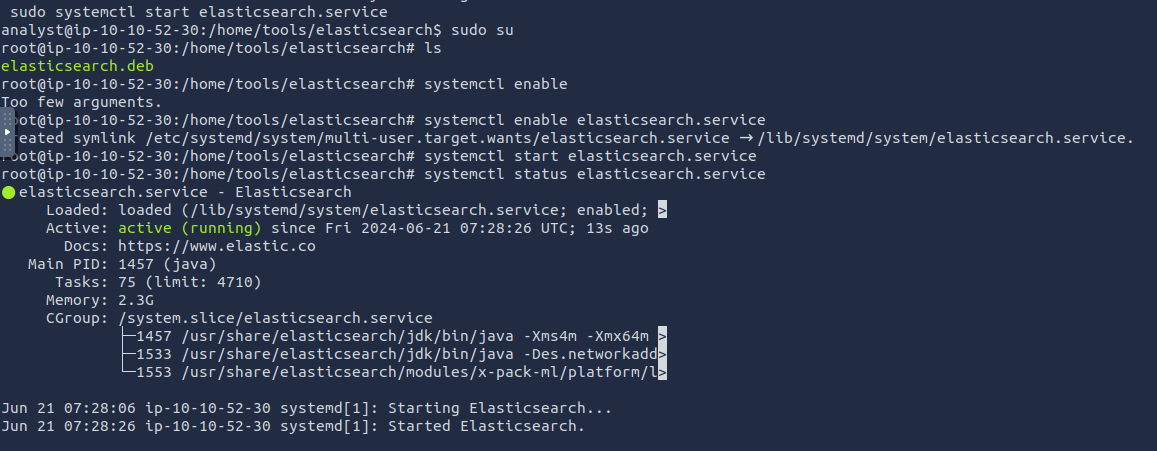 sudo systemctl start elasticsearch.service
analyst@ip-10-10-52-30:/home/tools/elasticsearch$ sudo su
root@ip-10-10-52-30:/home/tools/elasticsearch# ls
elasticsearch.deb
root@ip-10-10-52-30:/home/tools/elasticsearch# systemctl enable
Too few arguments.
root@ip-10-10-52-30:/home/tools/elasticsearch# systemctl enable elasticsearch.service
reated symlink /etc/systemd/system/multi-user.target.wants/elasticsearch.service → /lib/systemd/system/elasticsearch.service.
root@ip-10-10-52-30:/home/tools/elasticsearch# systemctl start elasticsearch.service
root@ip-10-10-52-30:/home/tools/elasticsearch# systemctl status elasticsearch.service
● elasticsearch.service - Elasticsearch
     Loaded: loaded (/lib/systemd/system/elasticsearch.service; enabled; >
     Active: active (running) since Fri 2024-06-21 07:28:26 UTC; 13s ago
       Docs: https://www.elastic.co
   Main PID: 1457 (java)
      Tasks: 75 (limit: 4710)
     Memory: 2.3G
     CGroup: /system.slice/elasticsearch.service
             ├─1457 /usr/share/elasticsearch/jdk/bin/java -Xms4m -Xmx64m >
             ├─1533 /usr/share/elasticsearch/jdk/bin/java -Des.networkadd>
             └─1553 /usr/share/elasticsearch/modules/x-pack-ml/platform/l>
Jun 21 07:28:06 ip-10-10-52-30 systemd[1]: Starting Elasticsearch...
Jun 21 07:28:26 ip-10-10-52-30 systemd[1]: Started Elasticsearch.